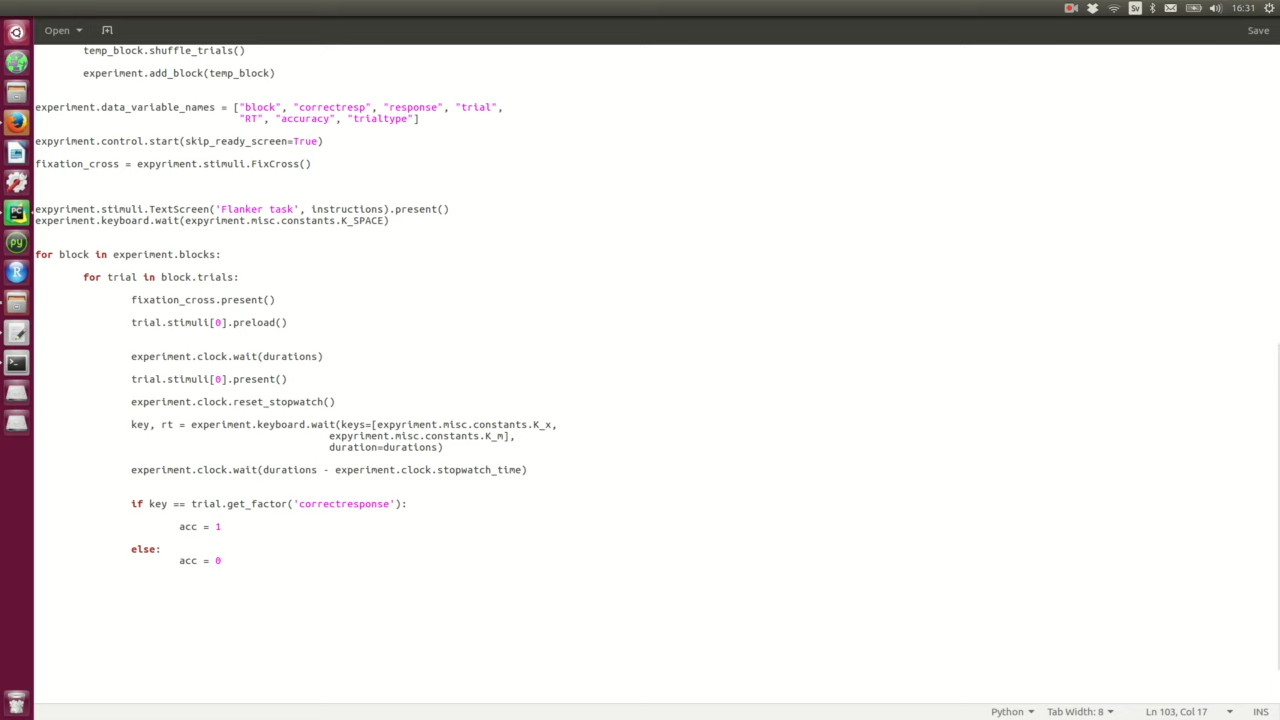 Sv
16:31
Open
Save
temp_block.shuffle_trials()
experiment.add_block(temp_block)
experiment.data_variable_names = ["block", "correctresp", "response", "trial",
"RT", "accuracy", "trialtype"]
expyriment.control.start(skip_ready_screen=True)
fixation_cross = expyriment.stimuli.FixCross()
expyriment.stimuli.TextScreen('Flanker task', instructions).present()
experiment.keyboard.wait(expyriment.misc.constants.K_SPACE)
for block in experiment.blocks:
for trial in block.trials:
fixation_cross.present()
trial.stimuli[0].preload()
experiment.clock.wait(durations)
trial.stimuli[0].present()
experiment.clock.reset_stopwatch()
key, rt = experiment.keyboard.wait(keys=[expyriment.misc.constants.K_x,
expyriment.misc.constants.K_m],
duration=durations)
experiment.clock.wait(durations - experiment.clock.stopwatch_time)
if key == trial.get_factor('correctresponse'):
acc = 1
else:
acc = 0
PC
py
R
>_
Python
Tab Width: 8
Ln 103, Col 17
INS